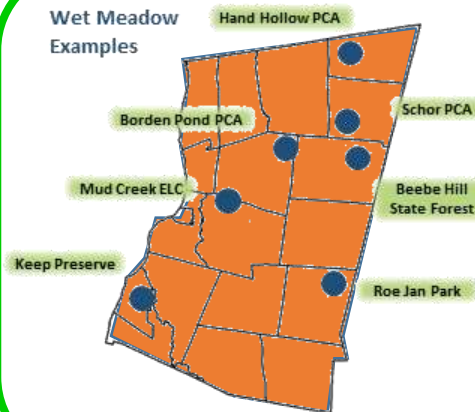 Wet Meadow
Examples
Hand Hollow PCA
Schor PCA
Borden Pond PCA
Mud Creek ELC
Beebe Hill
State Forest
Keep Preserve
Roe Jan Park